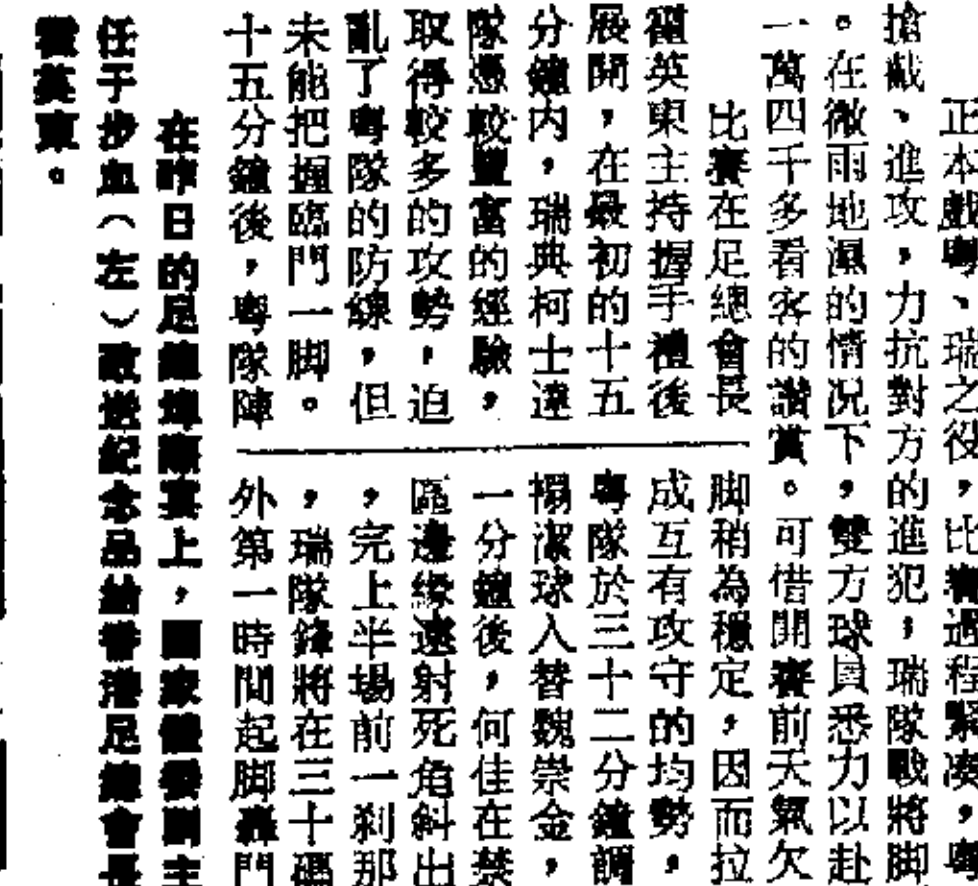 正本戲粵、瑞之役，比賽過程緊湊，粵
搶截、進攻，力抗對方的進犯，瑞隊戰將脚
。在微雨地濕的情况下，雙方球員悉力以赴
一萬四千多看客的讚賞。可惜開賽前天氣欠
比賽在足總會長
霍英東主持握手禮後
展開，在最初的十五
分鐘内，瑞典柯士達
隊憑較豐富的經驗，
取得較多的攻勢，迫
亂了粵隊的防線，但
未能把握臨門一脚。
十五分鐘後，粵隊陣
脚稍為穩定，因而拉
成互有攻守的均勢，
粵隊於三十二分鐘調
禤潔球入替魏崇金，
一分鐘後，何佳在禁
區邊緣遠射死角斜出
，完上半場前一刹那
，瑞隊鋒將在三十碼
外第一時間起脚轟門
在昨日的足總埠際賽上，國家體委副主
任于步血（左）致送紀念品給香港足總會長
霍英東。